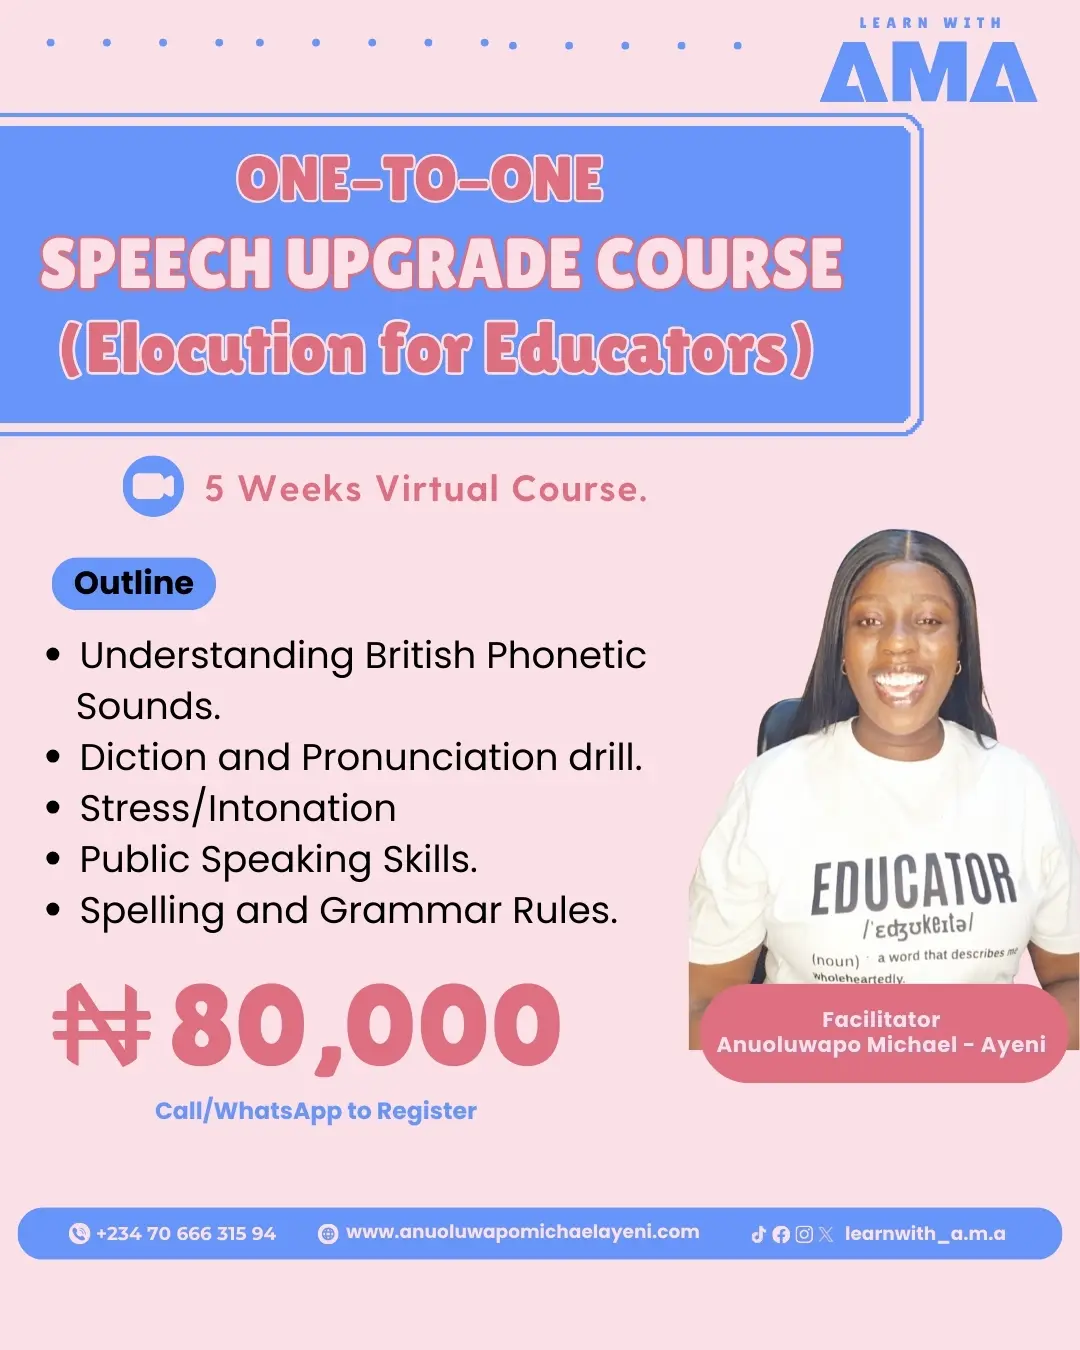 LEARN WITH
AMA
ONE-TO-ONE
SPEECH UPGRADE COURSE
(Elocution for Educators)
5 Weeks Virtual Course.
Outline
• Understanding British Phonetic
Sounds.
• Diction and Pronunciation drill.
• Stress/Intonation
• Public Speaking Skills.
• Spelling and Grammar Rules.
EDUCATOR
/ˈɛdʒʊkeɪtə/
(noun) a word that describes me
wholeheartedly.
₦80,000
Facilitator
Anuoluwapo Michael - Ayeni
Call/WhatsApp to Register
+234 70 666 315 94
www.anuoluwapomichaelayeni.com
learnwith_a.m.a